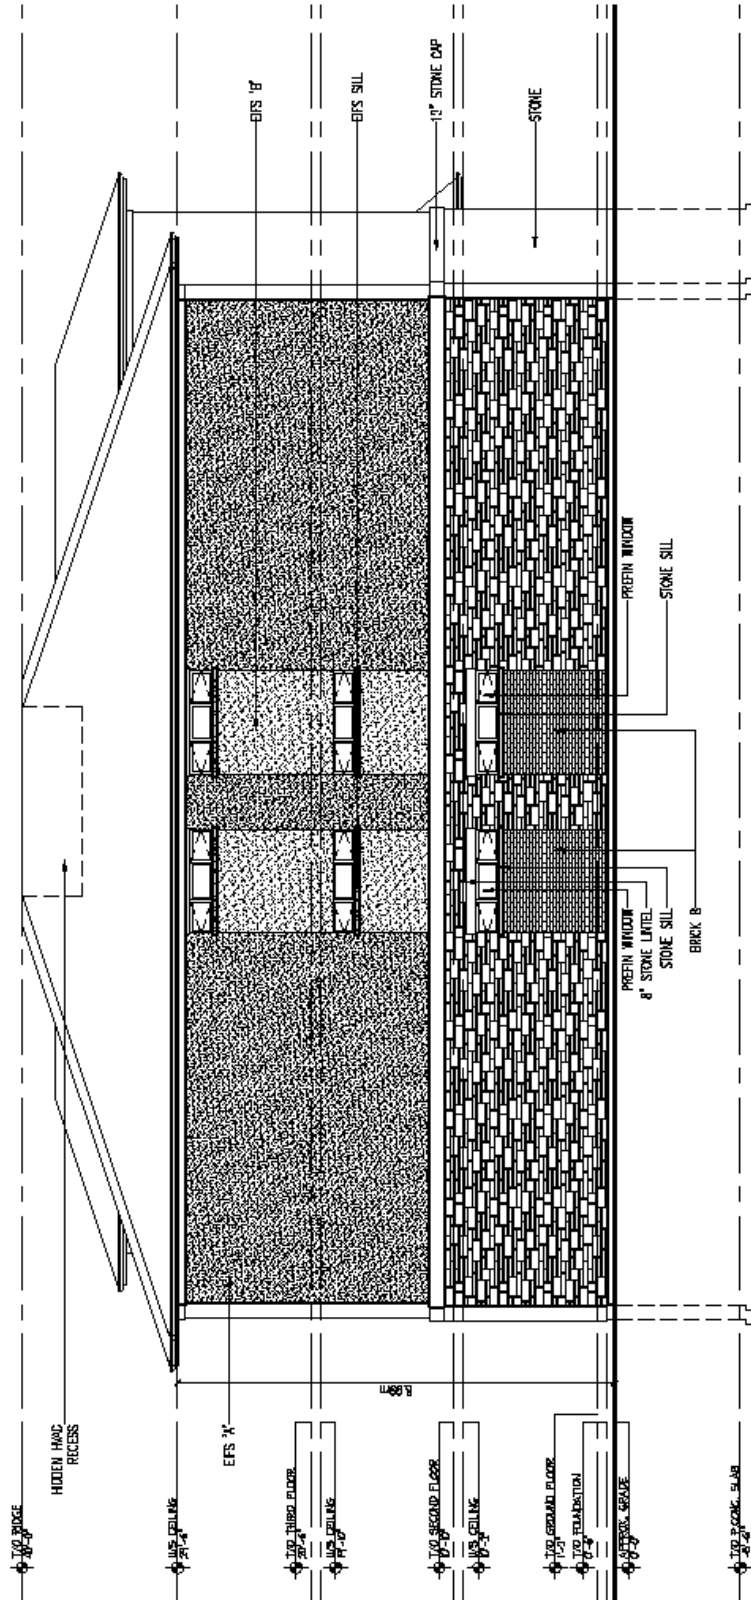 EIFS 'B'
EIFS SILL
12" STONE CAP
STONE
PREFIN WINDOW
STONE SILL
PREFIN WINDOW
8" STONE LINTEL
STONE SILL
BRICK B
HIDDEN HVAC
RECESS
EIFS 'A'
T/O RIDGE
U/S CEILING
T/O THIRD FLOOR
U/S CEILING
T/O SECOND FLOOR
U/S CEILING
T/O GROUND FLOOR
T/O FOUNDATION
APPROX. GRADE
T/O P.CONC. SLAB